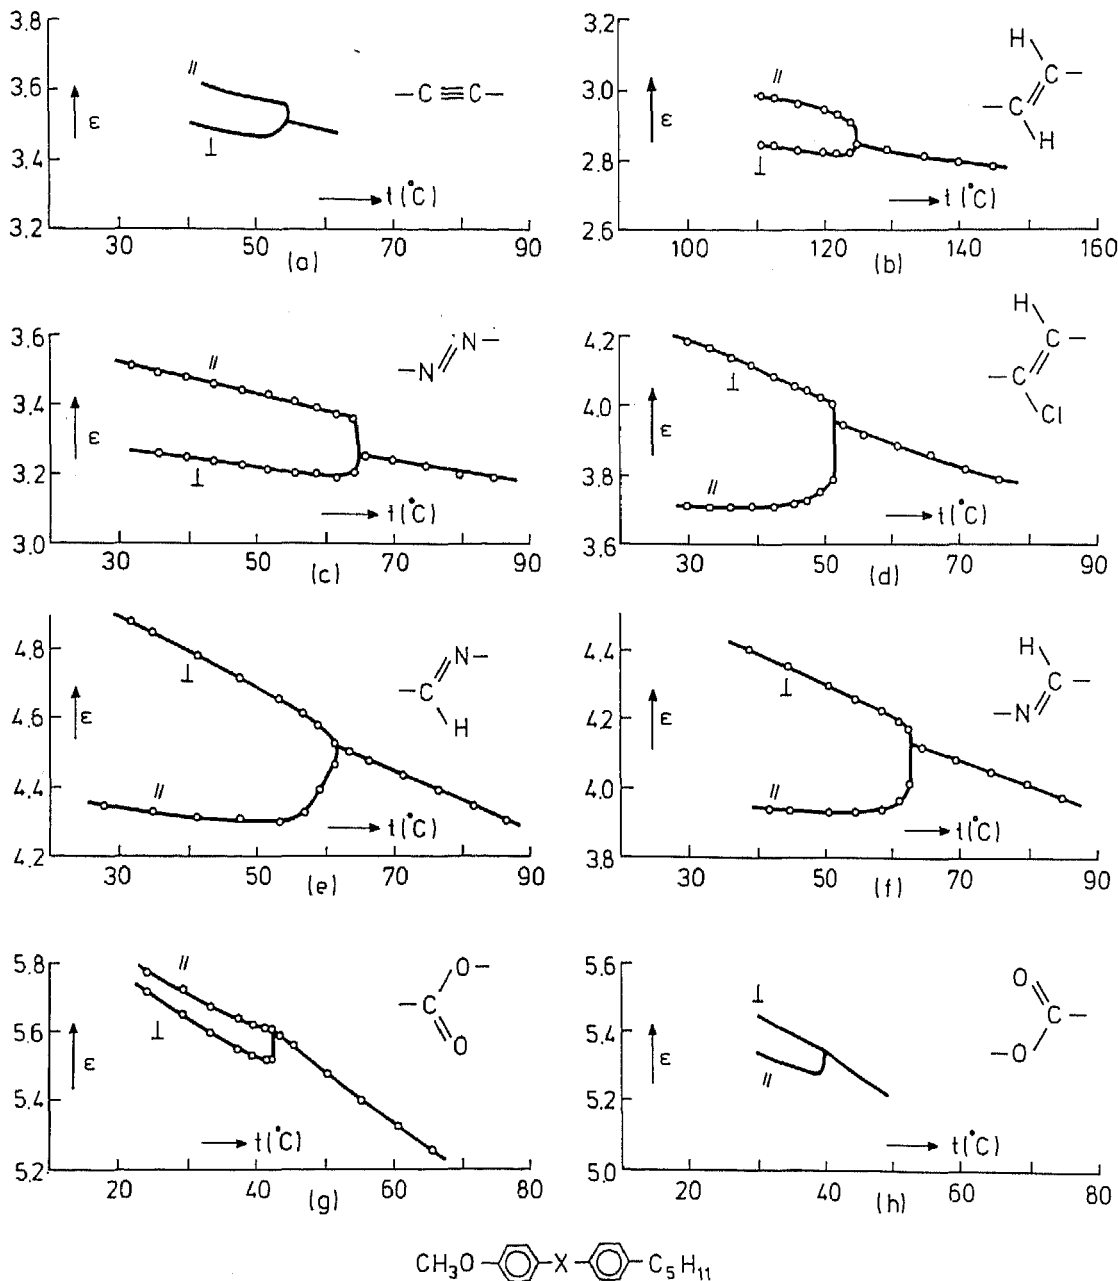 3.8
3.6
3.4
3.2
ε
∥
⊥
—C≡C—
t(°C)
30
50
70
90
(a)
3.2
3.0
2.8
2.6
ε
∥
⊥
H
C—
—C
H
t(°C)
100
120
140
160
(b)
3.6
3.4
3.2
3.0
ε
∥
⊥
N—
—N
t(°C)
30
50
70
90
(c)
4.2
4.0
3.8
3.6
ε
⊥
∥
H
C—
—C
Cl
t(°C)
30
50
70
90
(d)
4.8
4.6
4.4
4.2
ε
⊥
∥
N—
—C
H
t(°C)
30
50
70
90
(e)
4.4
4.2
4.0
3.8
ε
⊥
∥
H
C—
—N
t(°C)
30
50
70
90
(f)
5.8
5.6
5.4
5.2
ε
∥
⊥
O—
—C
O
t(°C)
20
40
60
80
(g)
5.6
5.4
5.2
5.0
ε
⊥
∥
O
C—
—O
t(°C)
20
40
60
80
(h)
CH₃O— —X— —C₅H₁₁